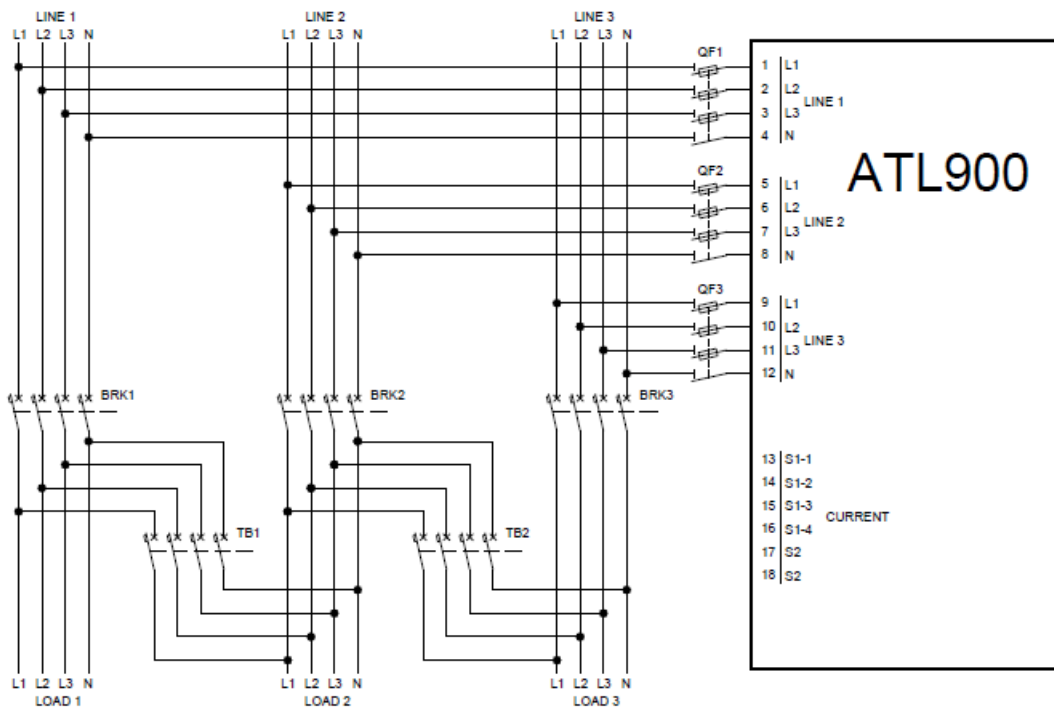 LINE 1 LINE 2 LINE 3
L1 L2 L3 N L1 L2 L3 N L1 L2 L3 N
QF1
1 L1
2 L2
3 L3
4 N
LINE 1
ATL900
QF2
5 L1
6 L2
7 L3
8 N
LINE 2
QF3
9 L1
10 L2
11 L3
12 N
LINE 3
BRK1 BRK2 BRK3
13 S1-1
14 S1-2
15 S1-3
16 S1-4
17 S2
18 S2
CURRENT
TB1 TB2
L1 L2 L3 N L1 L2 L3 N L1 L2 L3 N
LOAD 1 LOAD 2 LOAD 3